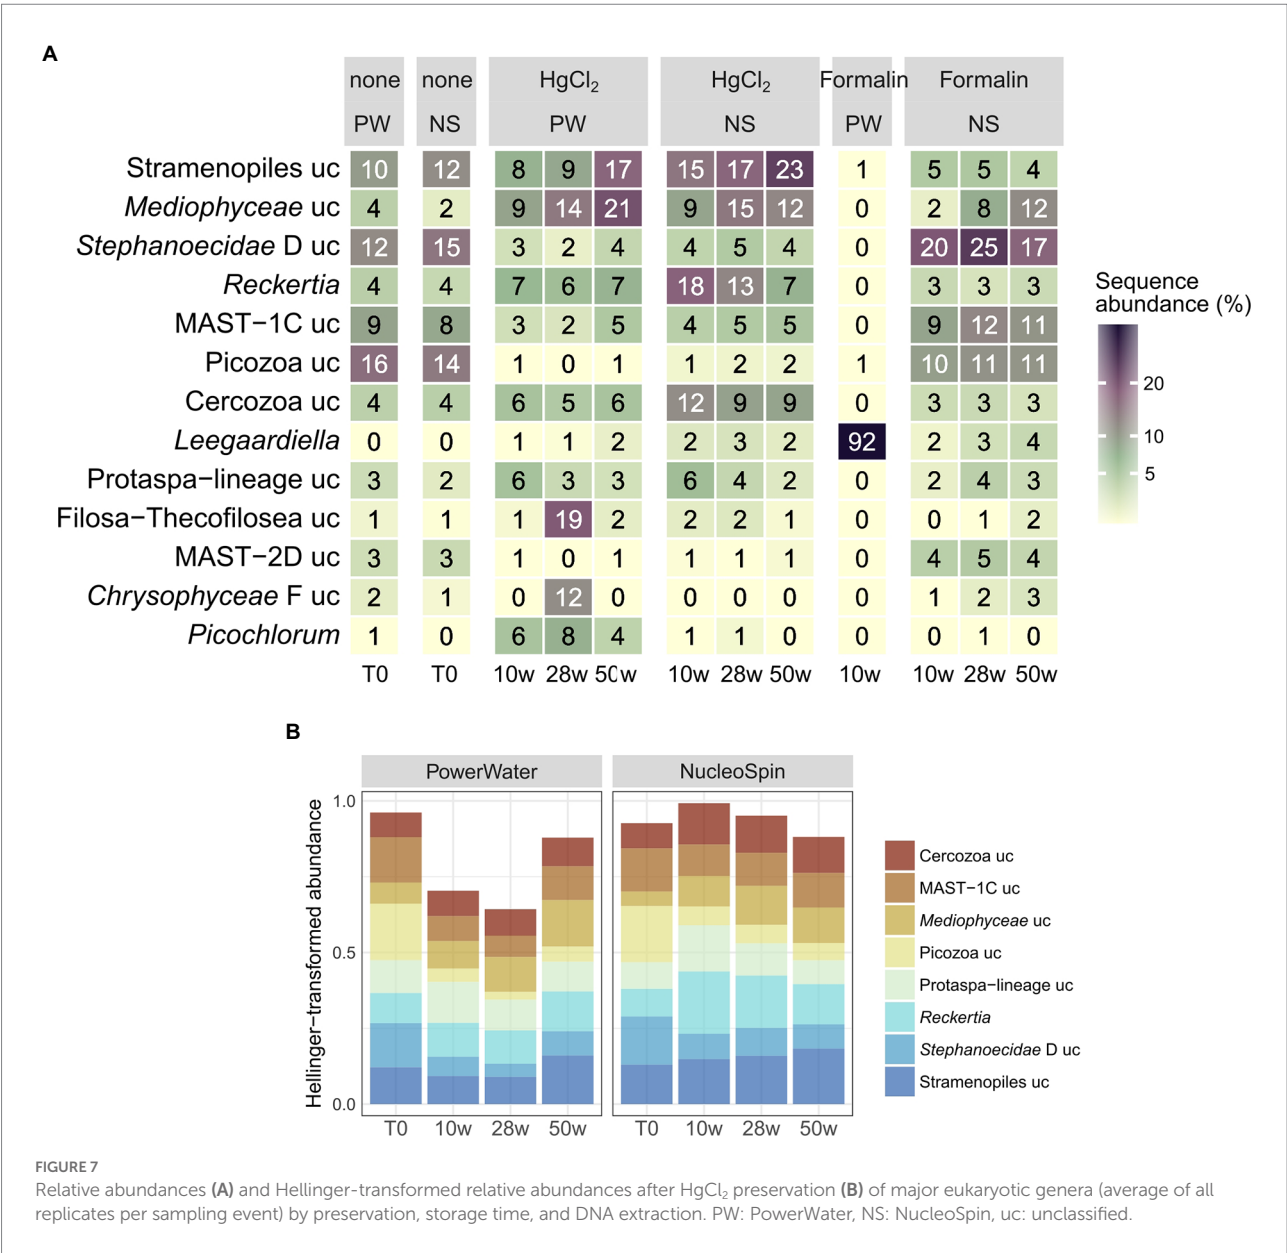 A
none none HgCl₂ HgCl₂ Formalin Formalin
PW NS PW NS PW NS
Stramenopiles uc 10 12 8 9 17 15 17 23 1 5 5 4
Mediophyceae uc 4 2 9 14 21 9 15 12 0 2 8 12
Stephanoecidae D uc 12 15 3 2 4 4 5 4 0 20 25 17
Reckertia 4 4 7 6 7 18 13 7 0 3 3 3
MAST−1C uc 9 8 3 2 5 4 5 5 0 9 12 11
Picozoa uc 16 14 1 0 1 1 2 2 1 10 11 11
Cercozoa uc 4 4 6 5 6 12 9 9 0 3 3 3
Leegaardiella 0 0 1 1 2 2 3 2 92 2 3 4
Protaspa−lineage uc 3 2 6 3 3 6 4 2 0 2 4 3
Filosa−Thecofilosea uc 1 1 1 19 2 2 2 1 0 0 1 2
MAST−2D uc 3 3 1 0 1 1 1 1 0 4 5 4
Chrysophyceae F uc 2 1 0 12 0 0 0 0 0 1 2 3
Picochlorum 1 0 6 8 4 1 1 0 0 0 1 0
T0 T0 10w 28w 50w 10w 28w 50w 10w 10w 28w 50w
Sequence
abundance (%)
20
10
5
B
PowerWater NucleoSpin
Hellinger−transformed abundance
1.0
0.5
0.0
T0 10w 28w 50w T0 10w 28w 50w
Cercozoa uc
MAST−1C uc
Mediophyceae uc
Picozoa uc
Protaspa−lineage uc
Reckertia
Stephanoecidae D uc
Stramenopiles uc
FIGURE 7
Relative abundances (A) and Hellinger-transformed relative abundances after HgCl₂ preservation (B) of major eukaryotic genera (average of all
replicates per sampling event) by preservation, storage time, and DNA extraction. PW: PowerWater, NS: NucleoSpin, uc: unclassified.